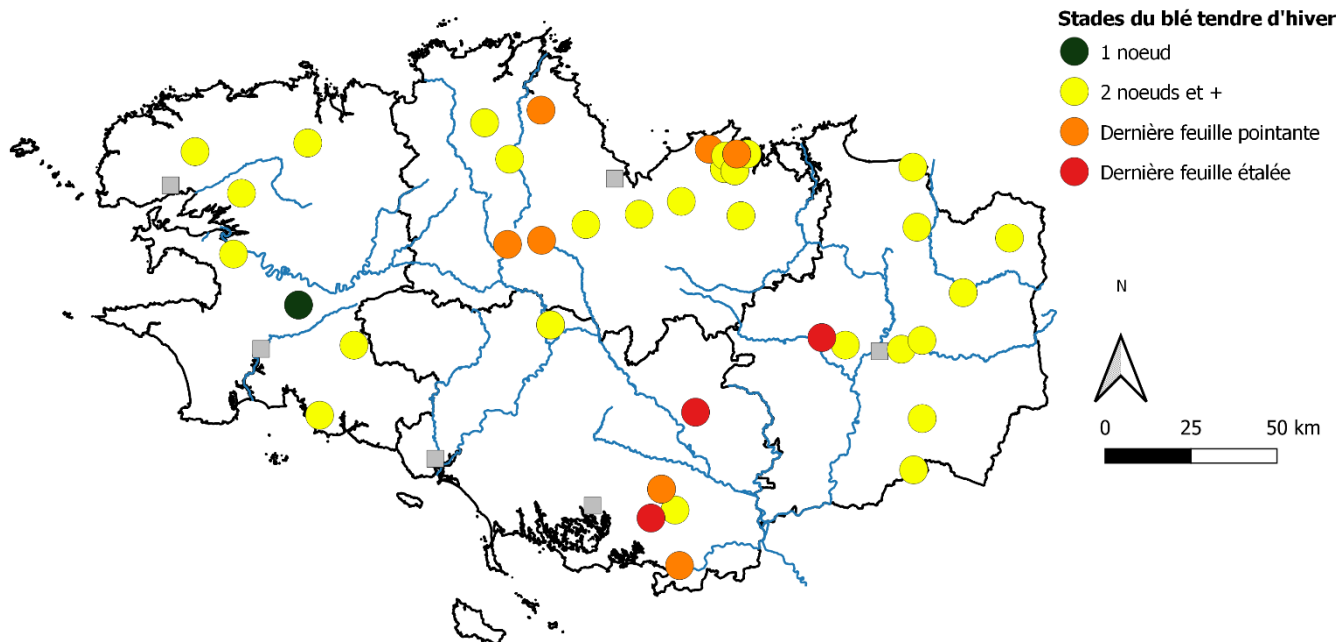 Stades du blé tendre d'hiver
1 noeud
2 noeuds et +
Dernière feuille pointante
Dernière feuille étalée
N
0 25 50 km